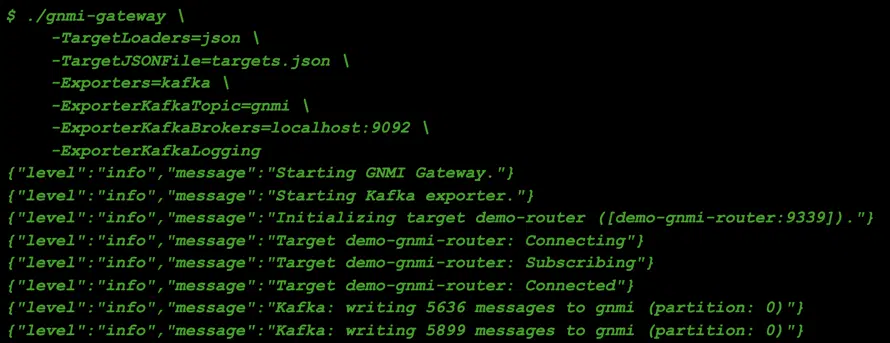 $ ./gnmi-gateway \
-TargetLoaders=json \
-TargetJSONFile=targets.json \
-Exporters=kafka \
-ExporterKafkaTopic=gnmi \
-ExporterKafkaBrokers=localhost:9092 \
-ExporterKafkaLogging
{"level":"info","message":"Starting GNMI Gateway."}
{"level":"info","message":"Starting Kafka exporter."}
{"level":"info","message":"Initializing target demo-router ([demo-gnmi-router:9339])."}
{"level":"info","message":"Target demo-gnmi-router: Connecting"}
{"level":"info","message":"Target demo-gnmi-router: Subscribing"}
{"level":"info","message":"Target demo-gnmi-router: Connected"}
{"level":"info","message":"Kafka: writing 5636 messages to gnmi (partition: 0)"}
{"level":"info","message":"Kafka: writing 5899 messages to gnmi (partition: 0)"}